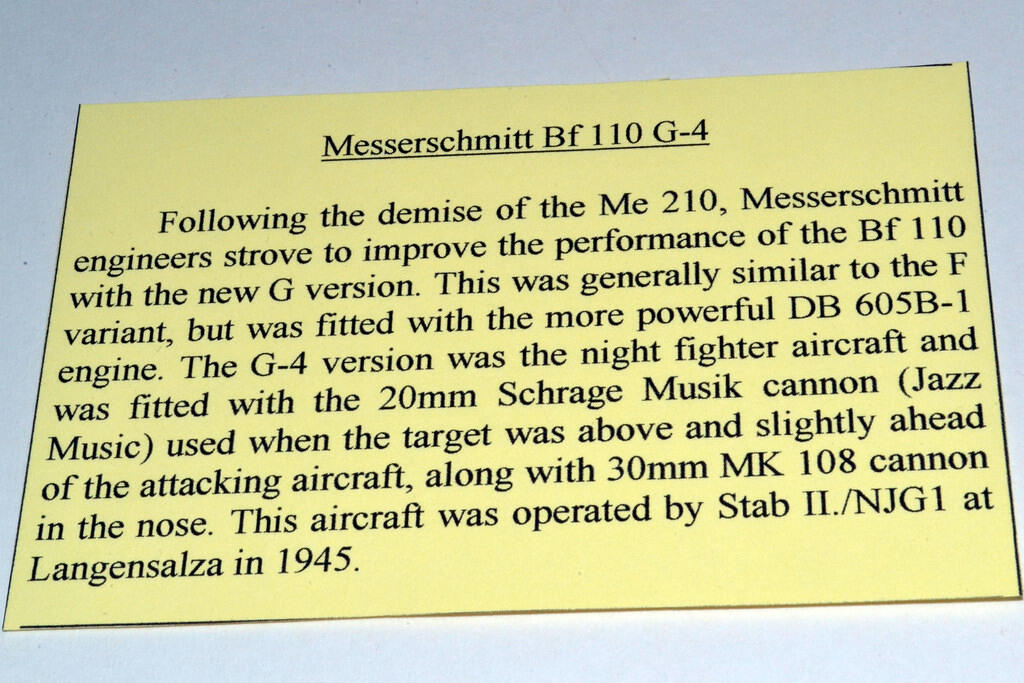 Messerschmitt Bf 110 G-4
Following the demise of the Me 210, Messerschmitt
engineers strove to improve the performance of the Bf 110
with the new G version. This was generally similar to the F
variant, but was fitted with the more powerful DB 605B-1
engine. The G-4 version was the night fighter aircraft and
was fitted with the 20mm Schrage Musik cannon (Jazz
Music) used when the target was above and slightly ahead
of the attacking aircraft, along with 30mm MK 108 cannon
in the nose. This aircraft was operated by Stab II./NJG1 at
Langensalza in 1945.